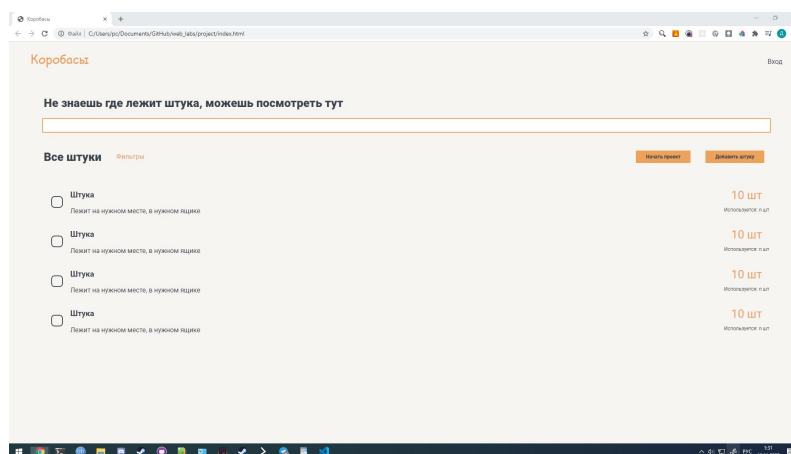 Коробасы
Файл | C:/Users/pc/Documents/GitHub/web_labs/project/index.html
Коробасы
Вход
Не знаешь где лежит штука, можешь посмотреть тут
Все штуки Фильтры Начать проект Добавить штуку
Штука 10 шт
Лежит на нужном месте, в нужном ящике Используется: n шт
Штука 10 шт
Лежит на нужном месте, в нужном ящике Используется: n шт
Штука 10 шт
Лежит на нужном месте, в нужном ящике Используется: n шт
Штука 10 шт
Лежит на нужном месте, в нужном ящике Используется: n шт
РУС 1:51